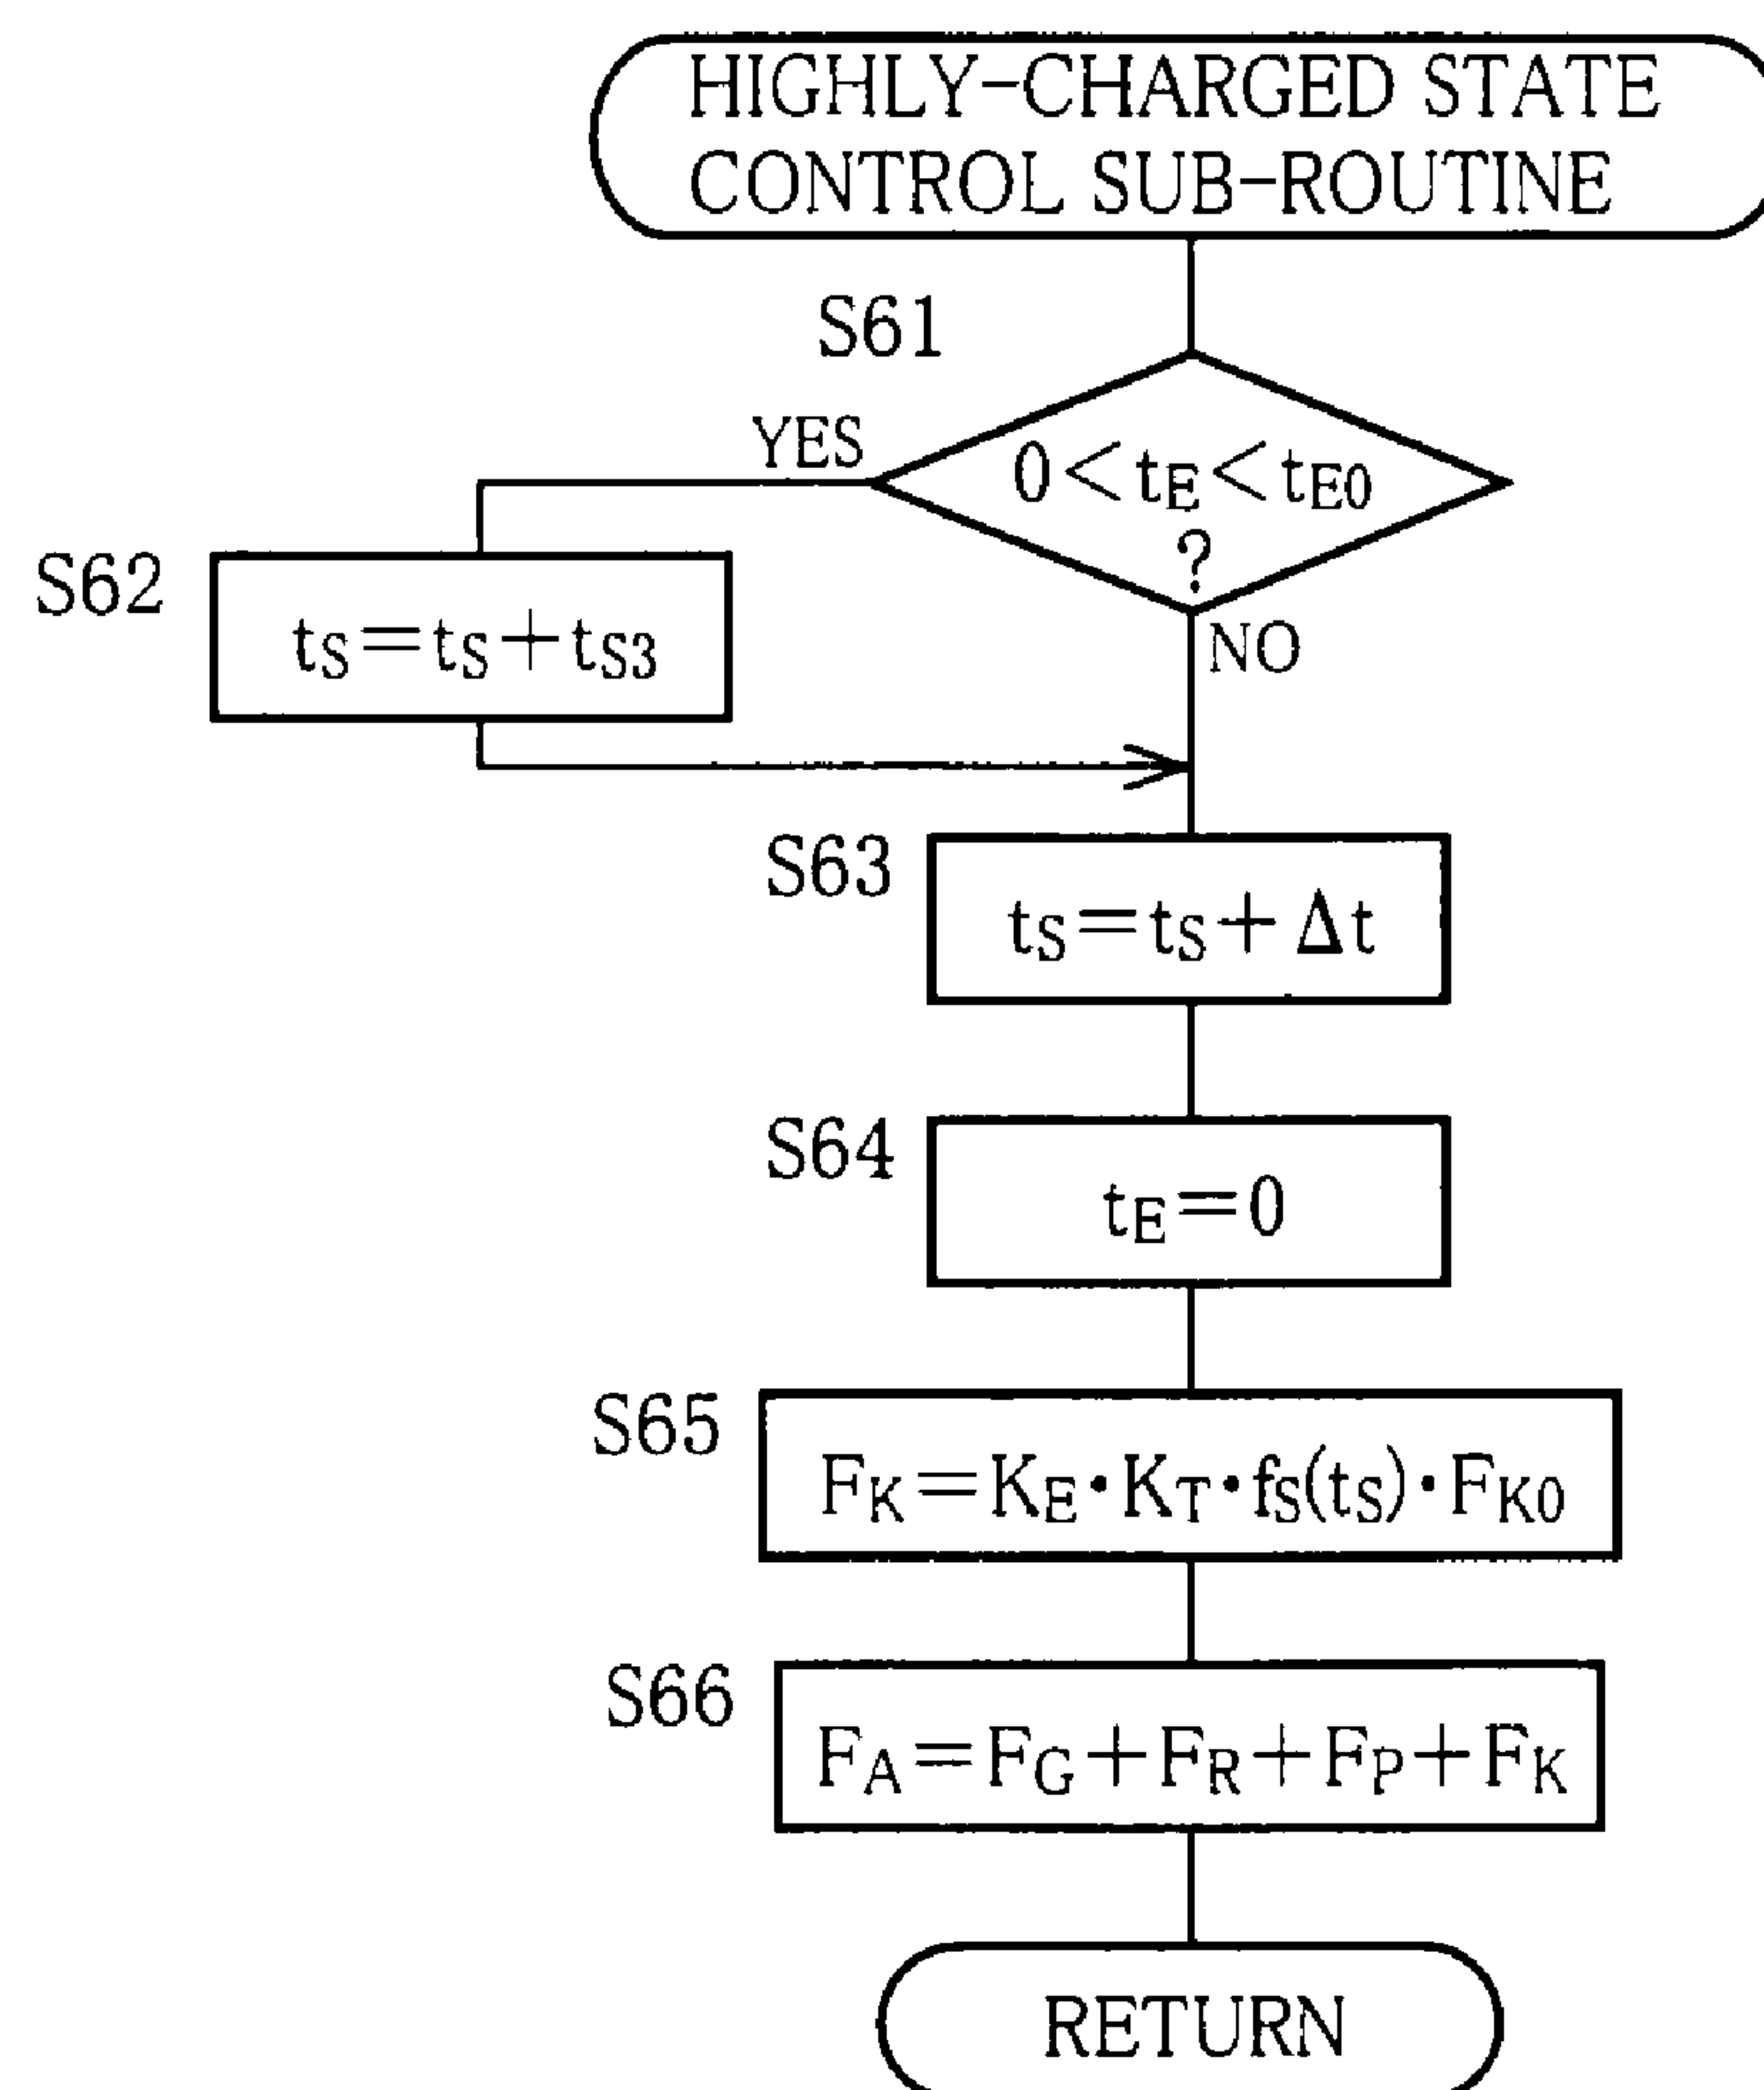 HIGHLY-CHARGED STATE
CONTROL SUB-ROUTINE
S61
YES
0<tE<tE0
?
NO
S62
tS=tS+tS3
S63
tS=tS+Δt
S64
tE=0
S65
FK=KE・KT・fS(tS)・FK0
S66
FA=FG+FR+FP+FK
RETURN